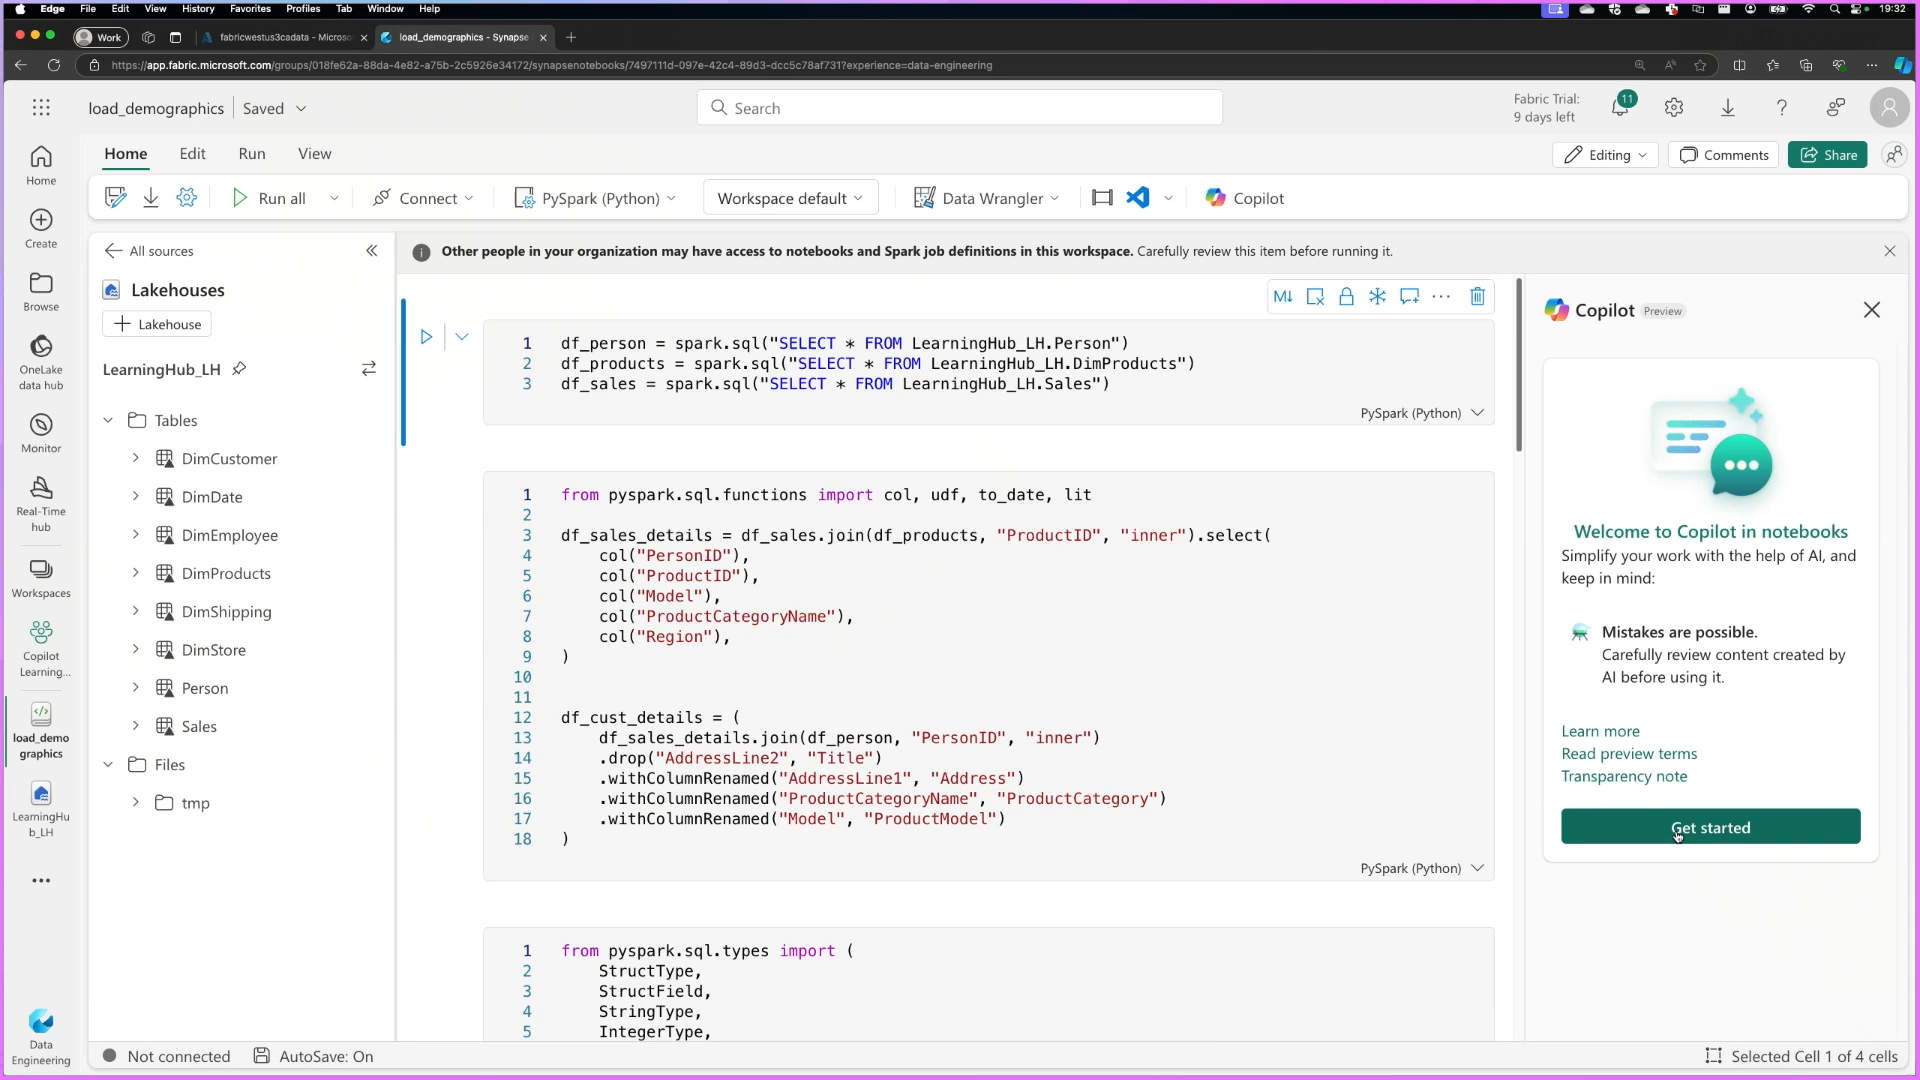 Edge File Edit View History Favorites Profiles Tab Window Help 19:32
Work fabricwestus3cadata - Microso load_demographics - Synapse
https://app.fabric.microsoft.com/groups/018fe62a-88da-4e82-a75b-2c5926e34172/synapsenotebooks/7497111d-097e-42c4-89d3-dcc5c78af731?experience=data-engineering
load_demographics Saved
Search
Fabric Trial:
9 days left
11
Home Edit Run View
Editing Comments Share
Run all Connect PySpark (Python) Workspace default Data Wrangler Copilot
Home
Create
Browse
OneLake
data hub
Monitor
Real-Time
hub
Workspaces
Copilot
Learning...
load_demo
graphics
LearningHu
b_LH
Data
Engineering
All sources
Lakehouses
Lakehouse
LearningHub_LH
Tables
DimCustomer
DimDate
DimEmployee
DimProducts
DimShipping
DimStore
Person
Sales
Files
tmp
Other people in your organization may have access to notebooks and Spark job definitions in this workspace. Carefully review this item before running it.
M↓
1 df_person = spark.sql("SELECT * FROM LearningHub_LH.Person")
2 df_products = spark.sql("SELECT * FROM LearningHub_LH.DimProducts")
3 df_sales = spark.sql("SELECT * FROM LearningHub_LH.Sales")
PySpark (Python)
1 from pyspark.sql.functions import col, udf, to_date, lit
2
3 df_sales_details = df_sales.join(df_products, "ProductID", "inner").select(
4 col("PersonID"),
5 col("ProductID"),
6 col("Model"),
7 col("ProductCategoryName"),
8 col("Region"),
9 )
10
11
12 df_cust_details = (
13 df_sales_details.join(df_person, "PersonID", "inner")
14 .drop("AddressLine2", "Title")
15 .withColumnRenamed("AddressLine1", "Address")
16 .withColumnRenamed("ProductCategoryName", "ProductCategory")
17 .withColumnRenamed("Model", "ProductModel")
18 )
PySpark (Python)
1 from pyspark.sql.types import (
2 StructType,
3 StructField,
4 StringType,
5 IntegerType,
Copilot Preview
Welcome to Copilot in notebooks
Simplify your work with the help of AI, and
keep in mind:
Mistakes are possible.
Carefully review content created by
AI before using it.
Learn more
Read preview terms
Transparency note
Get started
Not connected AutoSave: On
Selected Cell 1 of 4 cells